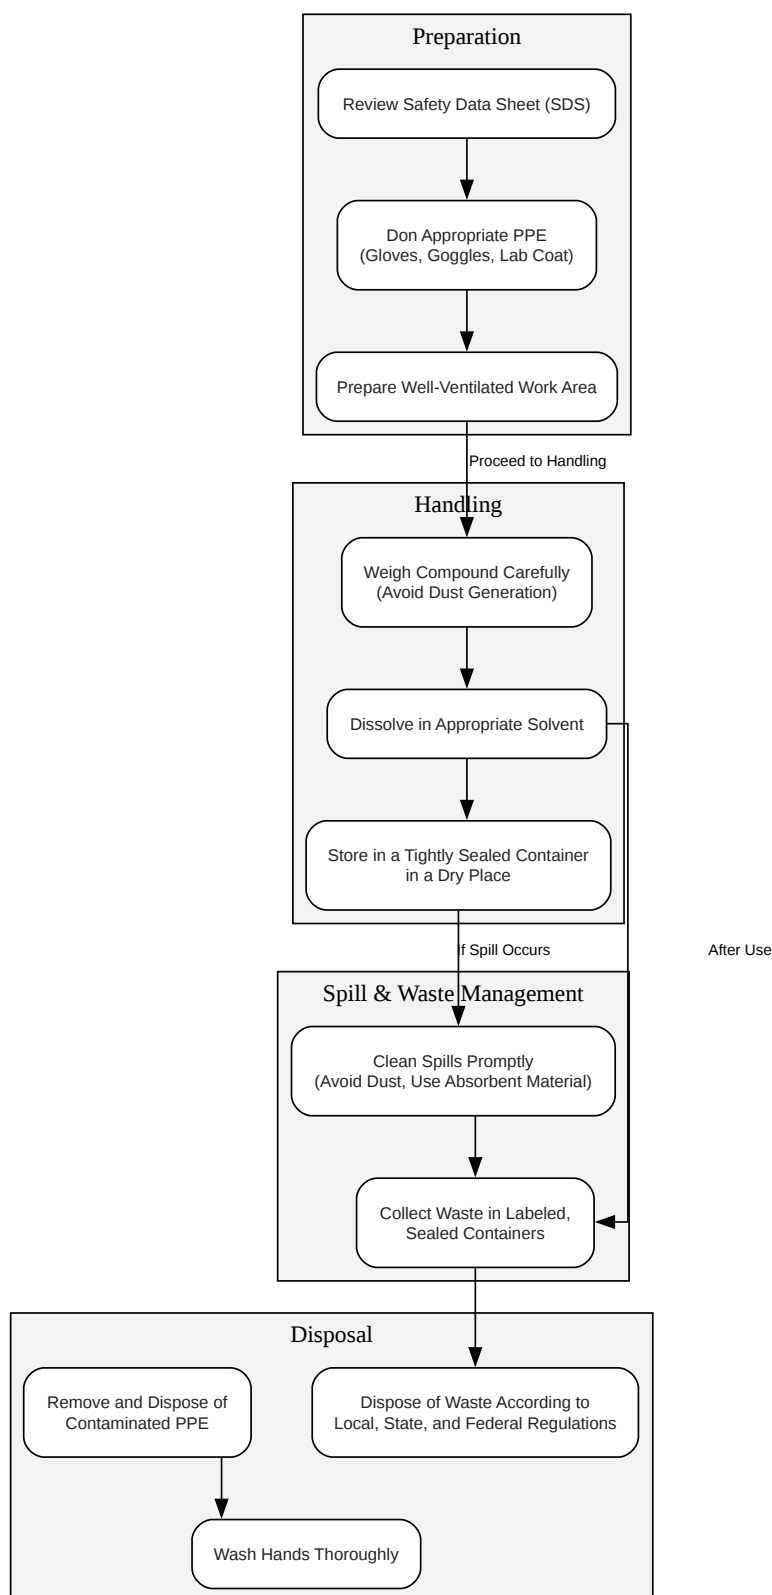 Preparation
Review Safety Data Sheet (SDS)
Don Appropriate PPE
(Gloves, Goggles, Lab Coat)
Prepare Well-Ventilated Work Area
Proceed to Handling
Handling
Weigh Compound Carefully
(Avoid Dust Generation)
Dissolve in Appropriate Solvent
Store in a Tightly Sealed Container
in a Dry Place
If Spill Occurs
After Use
Spill & Waste Management
Clean Spills Promptly
(Avoid Dust, Use Absorbent Material)
Collect Waste in Labeled,
Sealed Containers
Disposal
Remove and Dispose of
Contaminated PPE
Dispose of Waste According to
Local, State, and Federal Regulations
Wash Hands Thoroughly